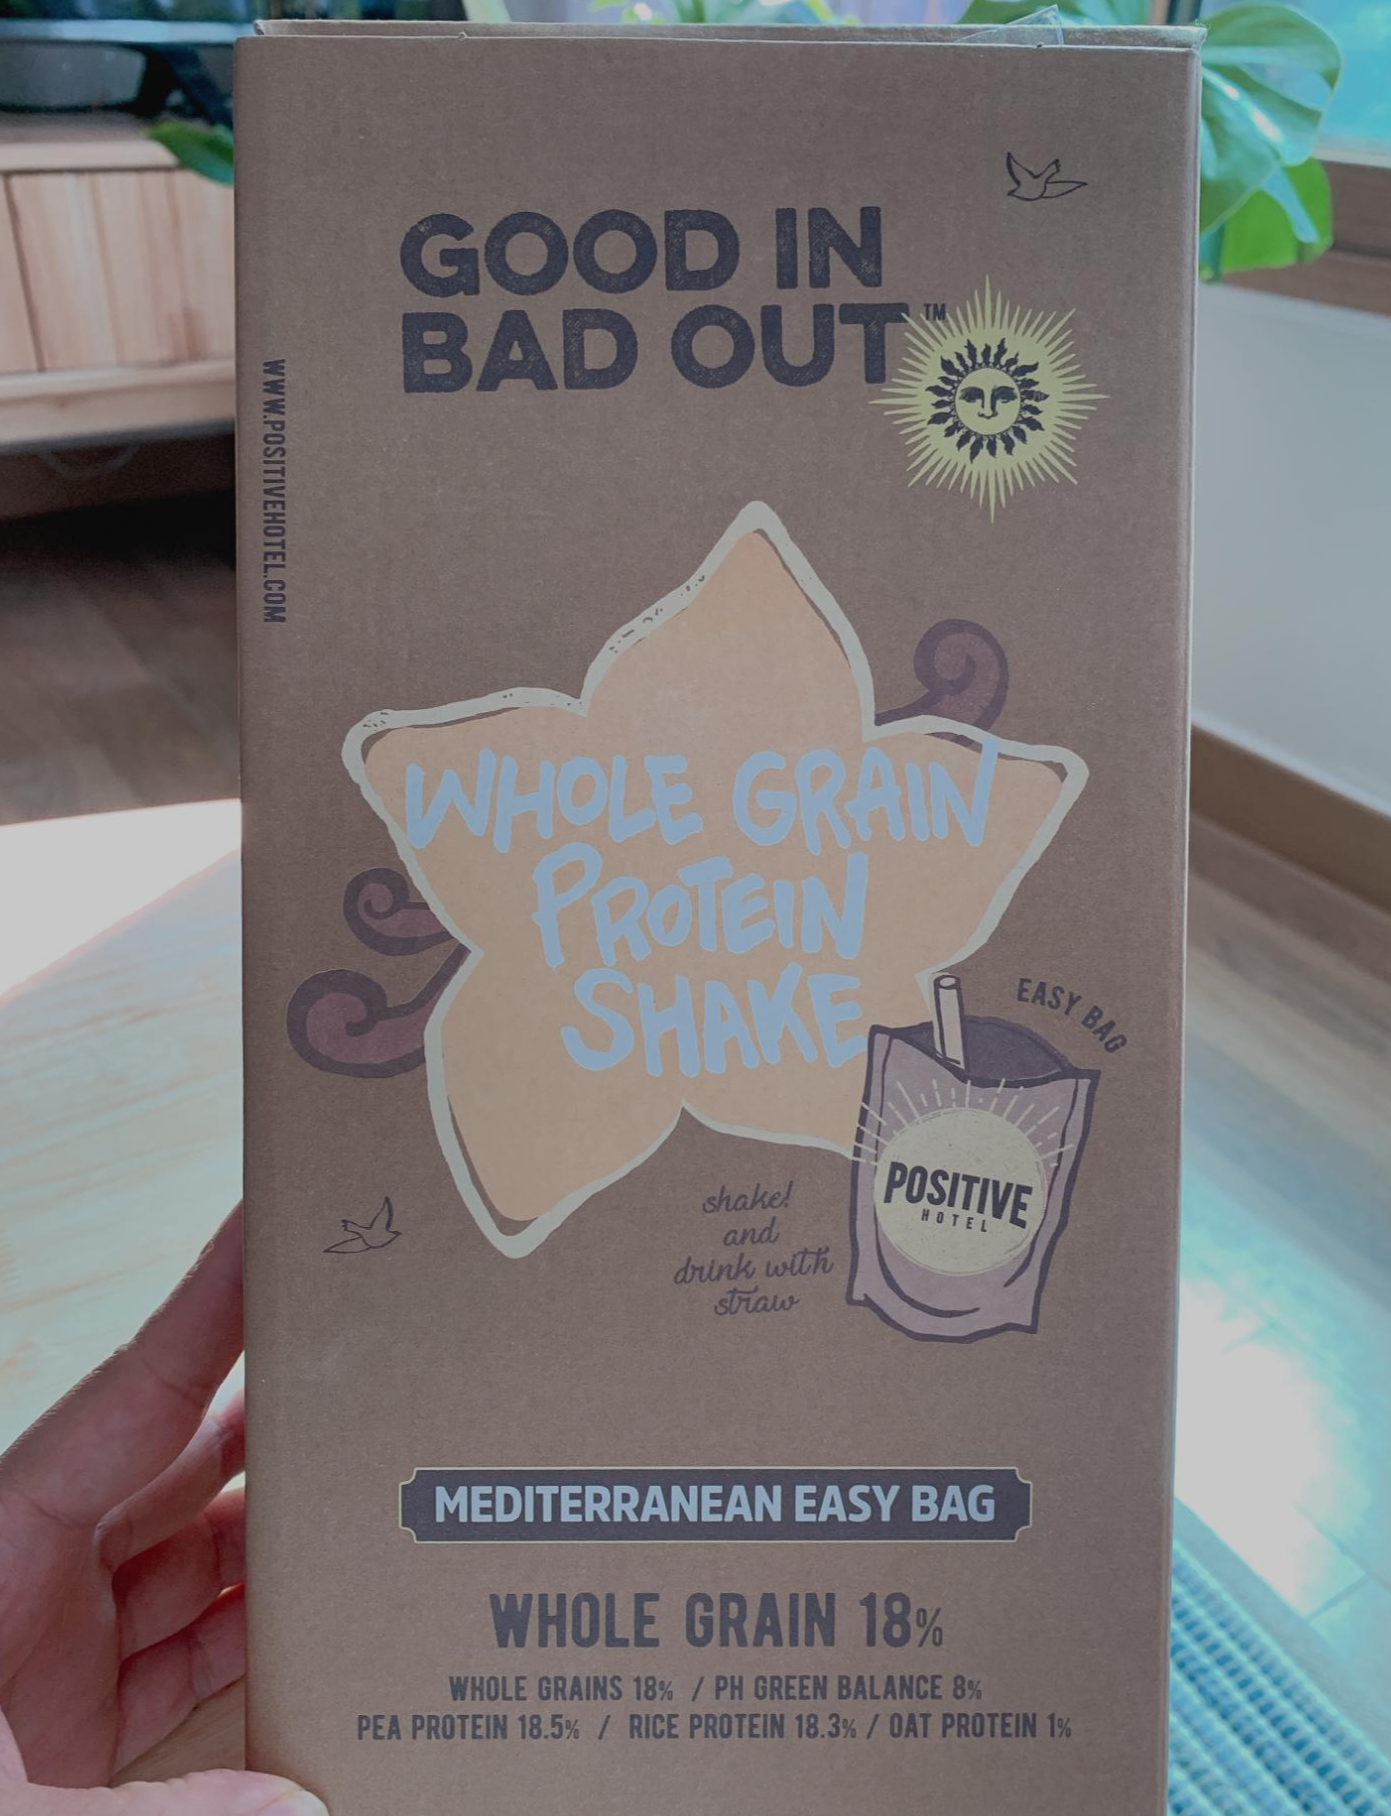 GOOD IN
BAD OUT™
WWW.POSITIVEHOTEL.COM
WHOLE GRAIN
PROTEIN
SHAKE
EASY BAG
POSITIVE
HOTEL
shake!
and
drink with
straw
MEDITERRANEAN EASY BAG
WHOLE GRAIN 18%
WHOLE GRAINS 18% / PH GREEN BALANCE 8%
PEA PROTEIN 18.5% / RICE PROTEIN 18.3% / OAT PROTEIN 1%